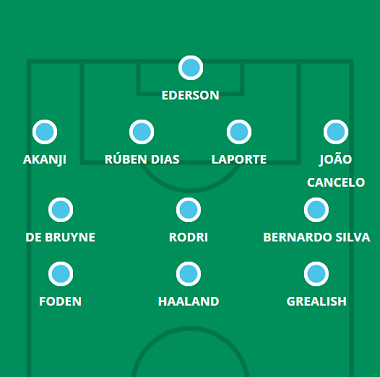 EDERSON
AKANJI RÚBEN DIAS LAPORTE JOÃO
CANCELO
DE BRUYNE RODRI BERNARDO SILVA
FODEN HAALAND GREALISH